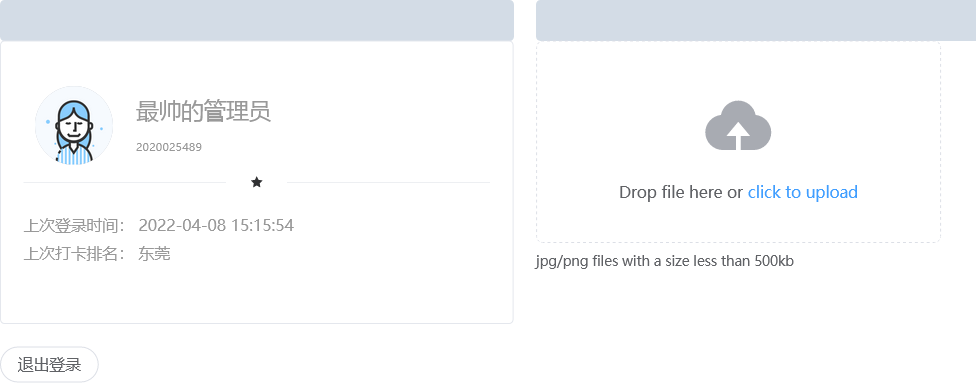 最帅的管理员
2020025489
上次登录时间： 2022-04-08 15:15:54
上次打卡排名： 东莞
退出登录
Drop file here or click to upload
jpg/png files with a size less than 500kb